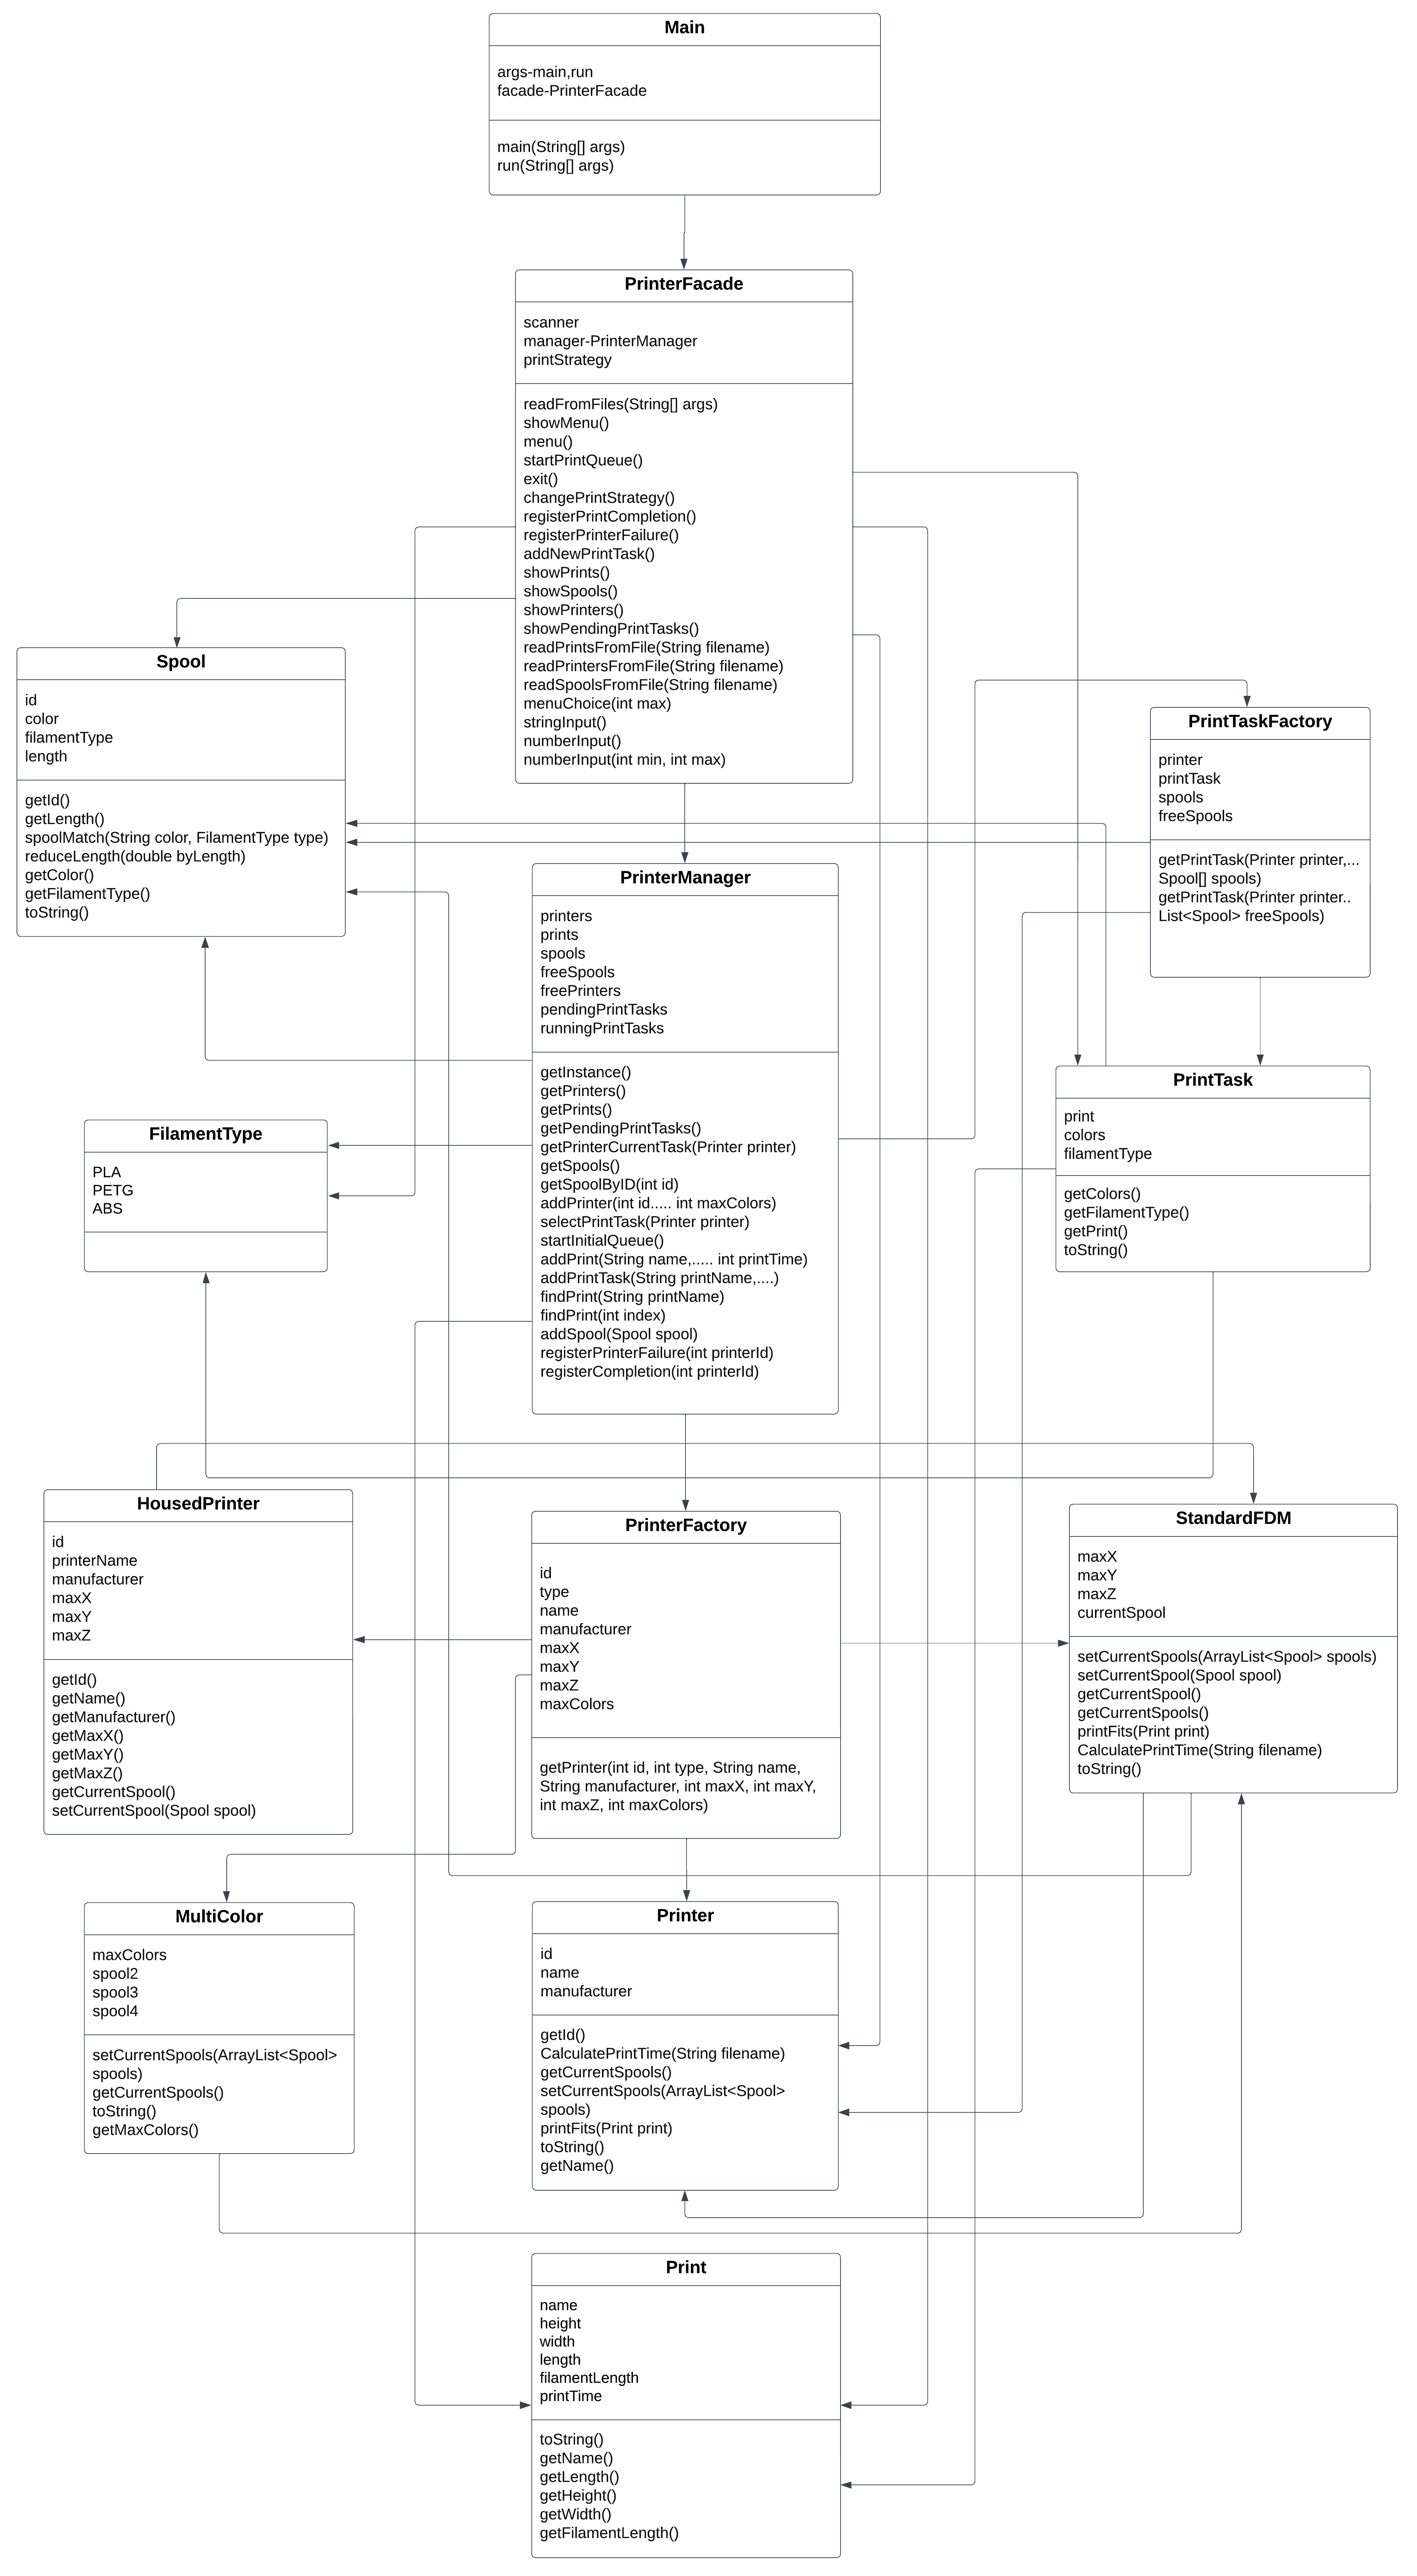 Main
args-main,run
facade-PrinterFacade
main(String[] args)
run(String[] args)
PrinterFacade
scanner
manager-PrinterManager
printStrategy
readFromFiles(String[] args)
showMenu()
menu()
startPrintQueue()
exit()
changePrintStrategy()
registerPrintCompletion()
registerPrinterFailure()
addNewPrintTask()
showPrints()
showSpools()
showPrinters()
showPendingPrintTasks()
readPrintsFromFile(String filename)
readPrintersFromFile(String filename)
readSpoolsFromFile(String filename)
menuChoice(int max)
stringInput()
numberInput()
numberInput(int min, int max)
Spool
id
color
filamentType
length
getId()
getLength()
spoolMatch(String color, FilamentType type)
reduceLength(double byLength)
getColor()
getFilamentType()
toString()
PrintTaskFactory
printer
printTask
spools
freeSpools
getPrintTask(Printer printer,...
Spool[] spools)
getPrintTask(Printer printer..
List<Spool> freeSpools)
PrinterManager
printers
prints
spools
freeSpools
freePrinters
pendingPrintTasks
runningPrintTasks
getInstance()
getPrinters()
getPrints()
getPendingPrintTasks()
getPrinterCurrentTask(Printer printer)
getSpools()
getSpoolByID(int id)
addPrinter(int id..... int maxColors)
selectPrintTask(Printer printer)
startInitialQueue()
addPrint(String name,..... int printTime)
addPrintTask(String printName,....)
findPrint(String printName)
findPrint(int index)
addSpool(Spool spool)
registerPrinterFailure(int printerId)
registerCompletion(int printerId)
PrintTask
print
colors
filamentType
getColors()
getFilamentType()
getPrint()
toString()
FilamentType
PLA
PETG
ABS
HousedPrinter
id
printerName
manufacturer
maxX
maxY
maxZ
getId()
getName()
getManufacturer()
getMaxX()
getMaxY()
getMaxZ()
getCurrentSpool()
setCurrentSpool(Spool spool)
PrinterFactory
id
type
name
manufacturer
maxX
maxY
maxZ
maxColors
getPrinter(int id, int type, String name,
String manufacturer, int maxX, int maxY,
int maxZ, int maxColors)
StandardFDM
maxX
maxY
maxZ
currentSpool
setCurrentSpools(ArrayList<Spool> spools)
setCurrentSpool(Spool spool)
getCurrentSpool()
getCurrentSpools()
printFits(Print print)
CalculatePrintTime(String filename)
toString()
MultiColor
maxColors
spool2
spool3
spool4
setCurrentSpools(ArrayList<Spool>
spools)
getCurrentSpools()
toString()
getMaxColors()
Printer
id
name
manufacturer
getId()
CalculatePrintTime(String filename)
getCurrentSpools()
setCurrentSpools(ArrayList<Spool>
spools)
printFits(Print print)
toString()
getName()
Print
name
height
width
length
filamentLength
printTime
toString()
getName()
getLength()
getHeight()
getWidth()
getFilamentLength()